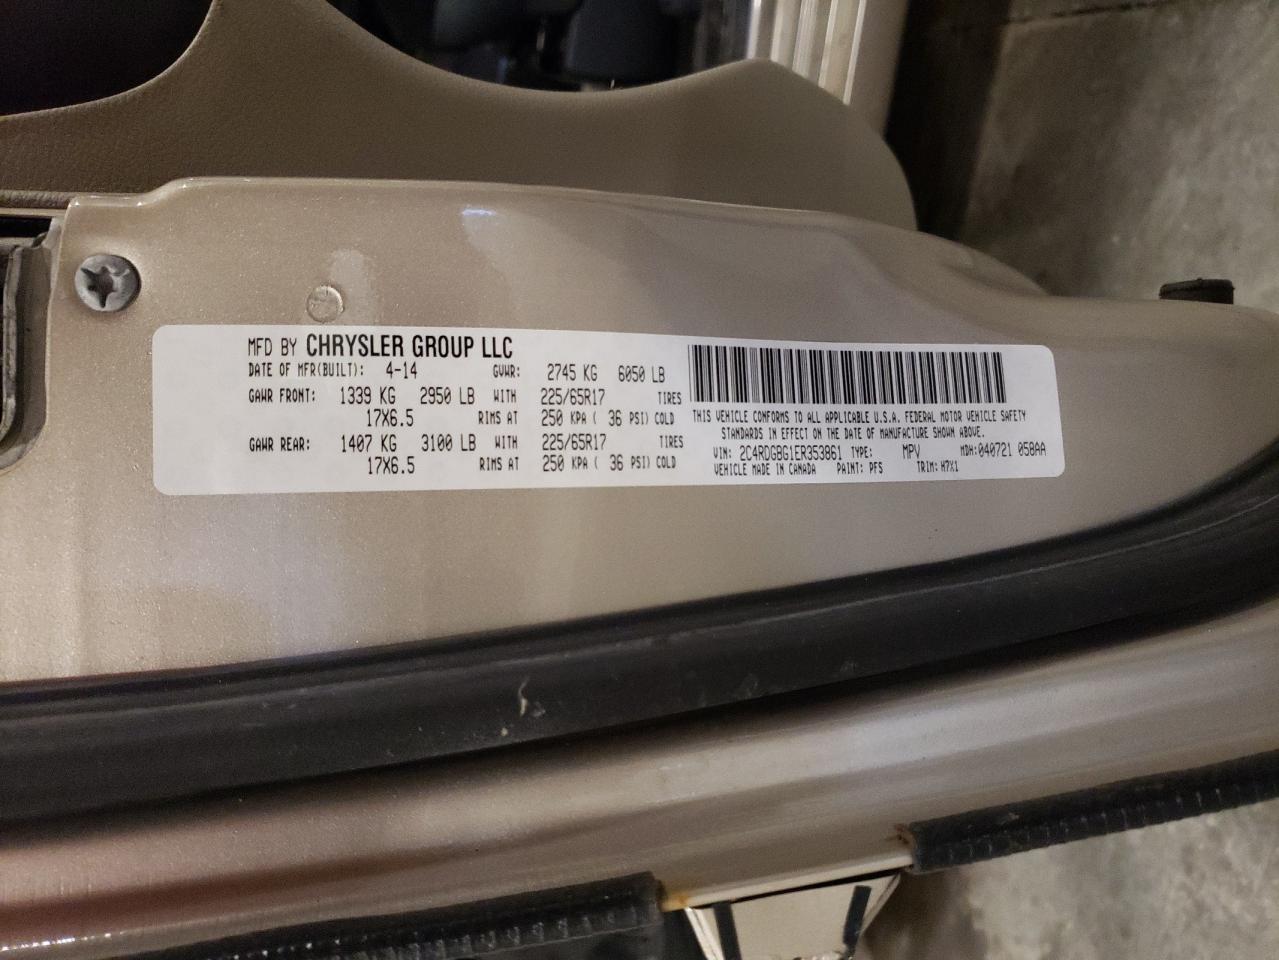 MFD BY CHRYSLER GROUP LLC
DATE OF MFR(BUILT): 4-14 GVWR: 2745 KG 6050 LB
GAWR FRONT: 1339 KG 2950 LB WITH 225/65R17 TIRES
17X6.5 RIMS AT 250 KPA ( 36 PSI) COLD
GAWR REAR: 1407 KG 3100 LB WITH 225/65R17 TIRES
17X6.5 RIMS AT 250 KPA ( 36 PSI) COLD
THIS VEHICLE CONFORMS TO ALL APPLICABLE U.S.A. FEDERAL MOTOR VEHICLE SAFETY
STANDARDS IN EFFECT ON THE DATE OF MANUFACTURE SHOWN ABOVE.
VIN: 2C4RDGBG1ER353861 TYPE: MPV MDH:040721 058AA
VEHICLE MADE IN CANADA PAINT: PFS TRIM: H7X1